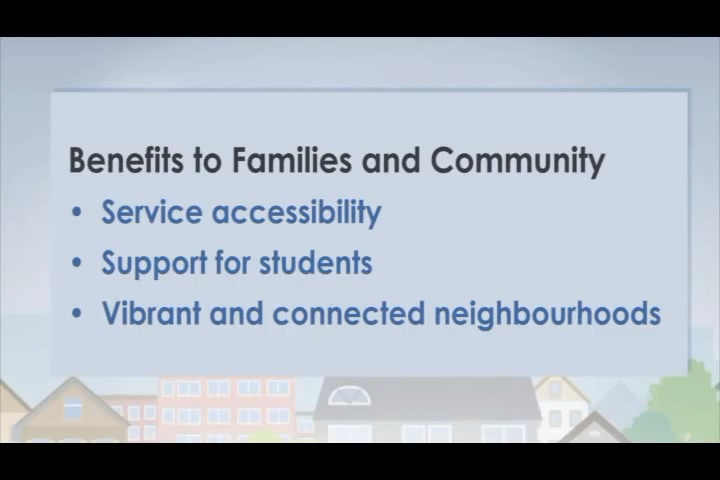 Benefits to Families and Community
• Service accessibility
• Support for students
• Vibrant and connected neighbourhoods